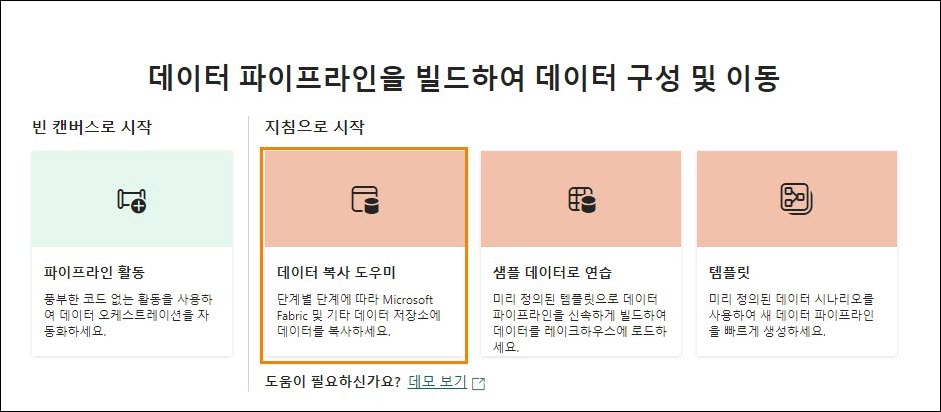 데이터 파이프라인을 빌드하여 데이터 구성 및 이동
빈 캔버스로 시작
파이프라인 활동
풍부한 코드 없는 활동을 사용하
여 데이터 오케스트레이션을 자
동화하세요.
지침으로 시작
데이터 복사 도우미
단계별 단계에 따라 Microsoft
Fabric 및 기타 데이터 저장소에
데이터를 복사하세요.
샘플 데이터로 연습
미리 정의된 템플릿으로 데이터
파이프라인을 신속하게 빌드하여
데이터를 레이크하우스에 로드하
세요.
템플릿
미리 정의된 데이터 시나리오를
사용하여 새 데이터 파이프라인
을 빠르게 생성하세요.
도움이 필요하신가요? 데모 보기